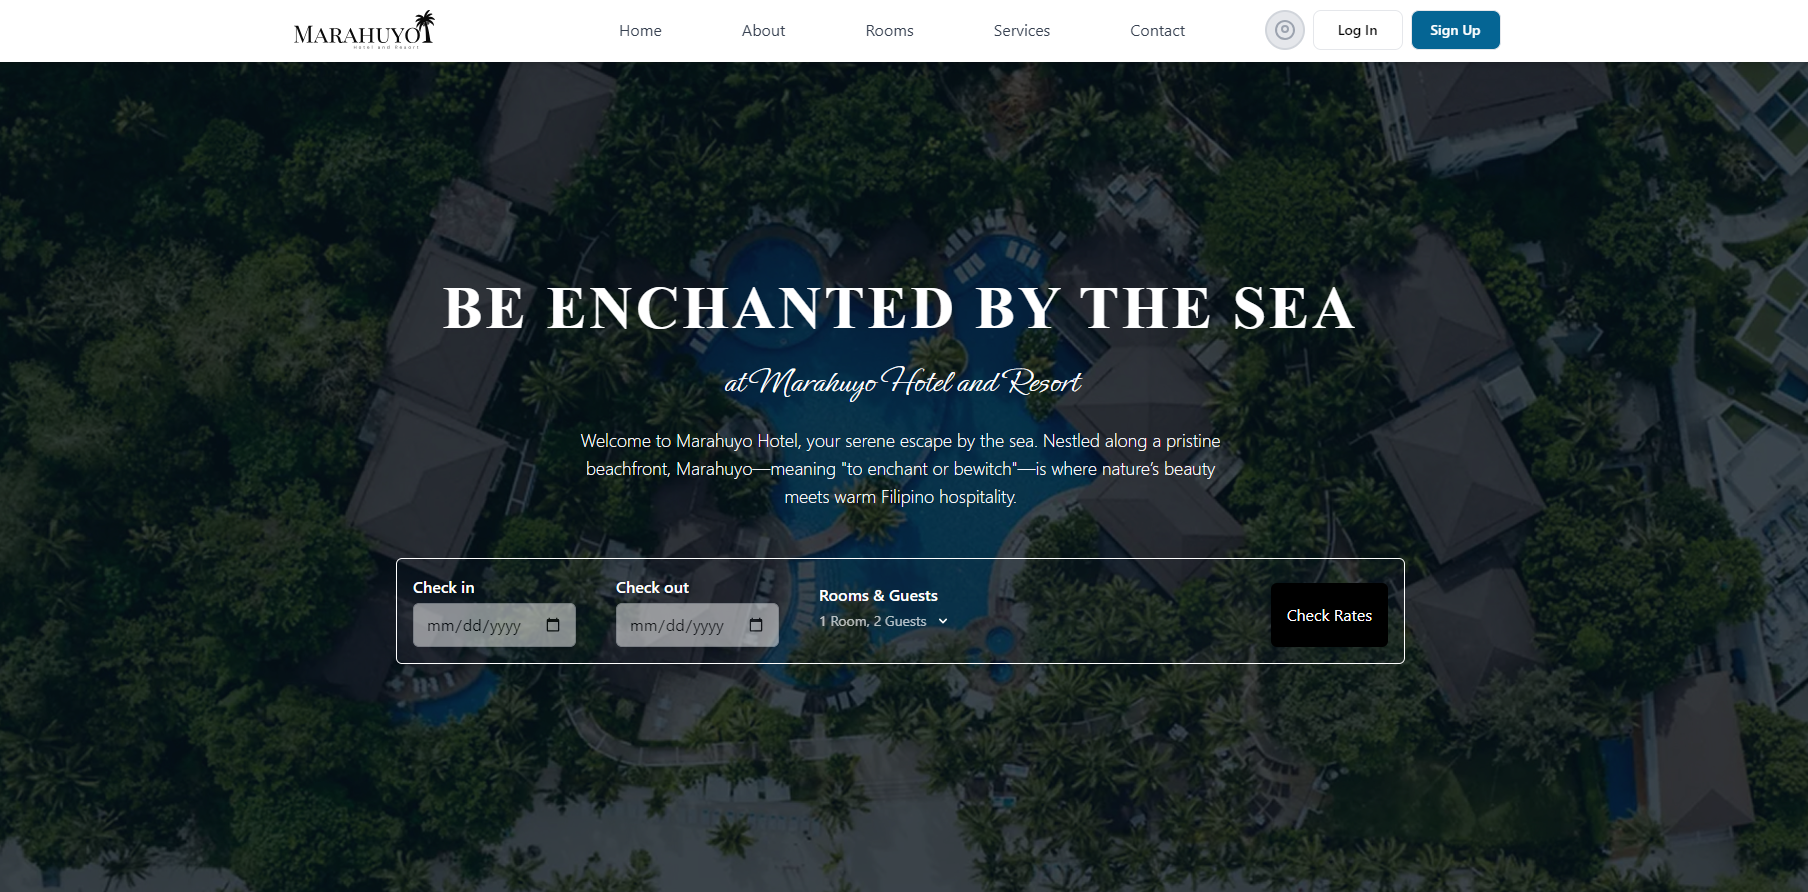 MARAHUYO
Hotel and Resort
Home
About
Rooms
Services
Contact
Log In
Sign Up
BE ENCHANTED BY THE SEA
at Marahuyo Hotel and Resort
Welcome to Marahuyo Hotel, your serene escape by the sea. Nestled along a pristine
beachfront, Marahuyo—meaning "to enchant or bewitch"—is where nature’s beauty
meets warm Filipino hospitality.
Check in
mm/dd/yyyy
Check out
mm/dd/yyyy
Rooms & Guests
1 Room, 2 Guests
Check Rates